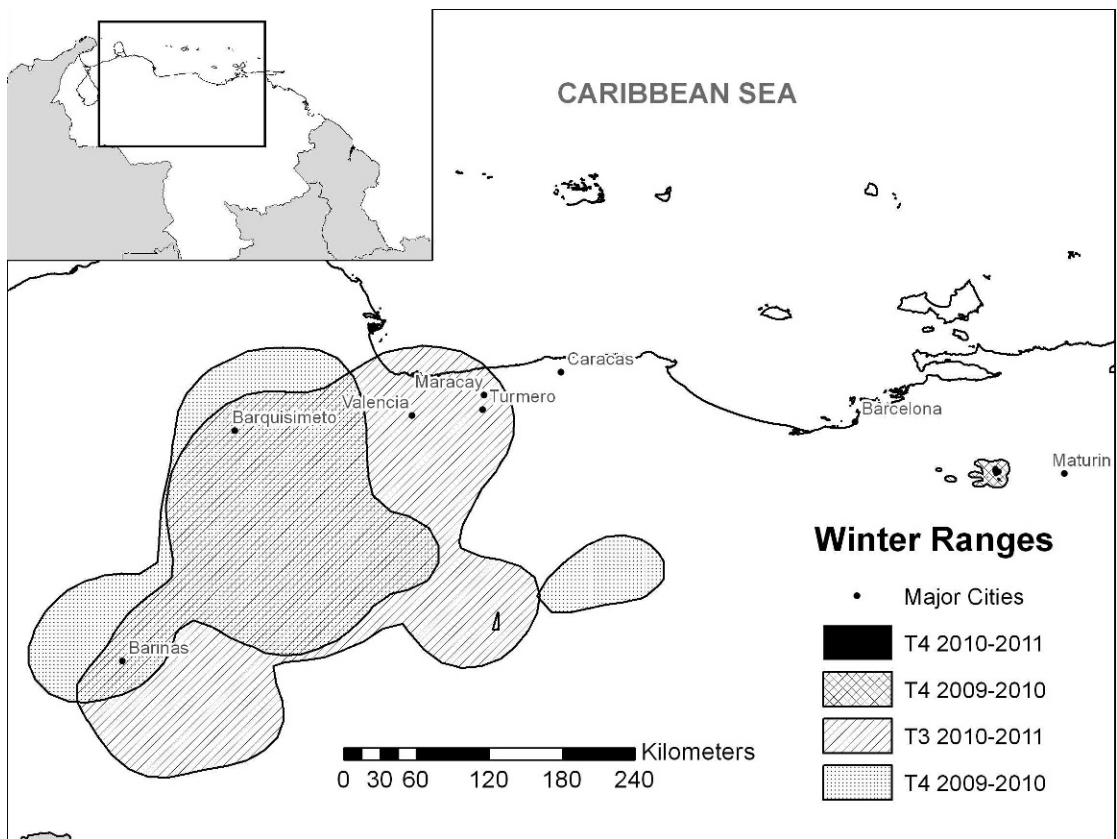 CARIBBEAN SEA
Caracas
Maracay
Turmero
Valencia
Barquisimeto
Barcelona
Maturin
Barinas
Winter Ranges
Major Cities
T4 2010-2011
T4 2009-2010
T3 2010-2011
T4 2009-2010
Kilometers
0 30 60 120 180 240